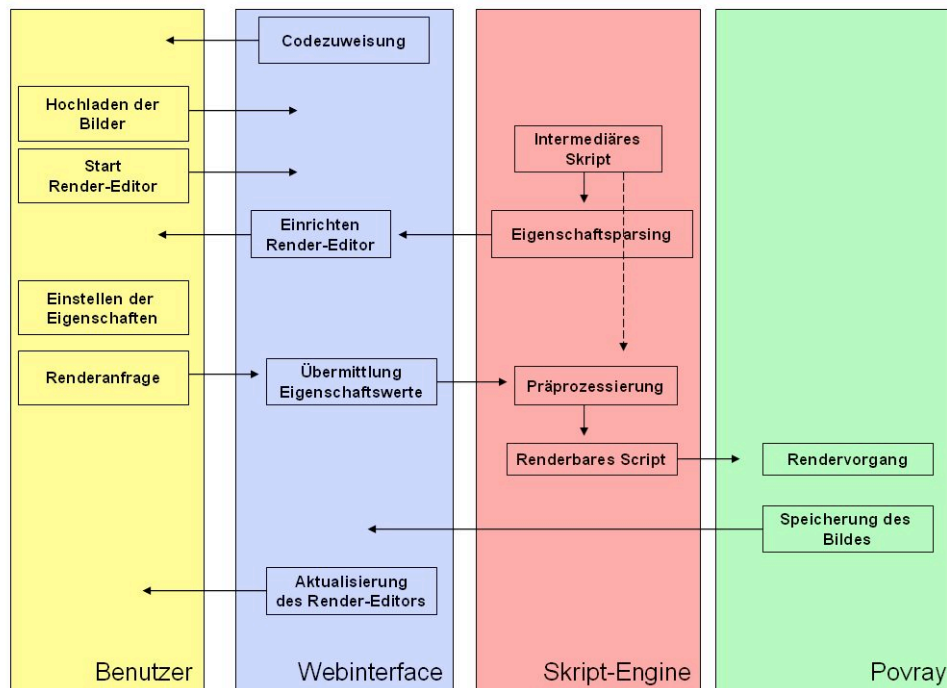 Codezuweisung
Hochladen der
Bilder
Intermediäres
Skript
Start
Render-Editor
Einrichten
Render-Editor
Eigenschaftsparsing
Einstellen der
Eigenschaften
Renderanfrage
Übermittlung
Eigenschaftswerte
Präprozessierung
Renderbares Script
Rendervorgang
Speicherung des
Bildes
Aktualisierung
des Render-Editors
Benutzer
Webinterface
Skript-Engine
Povray